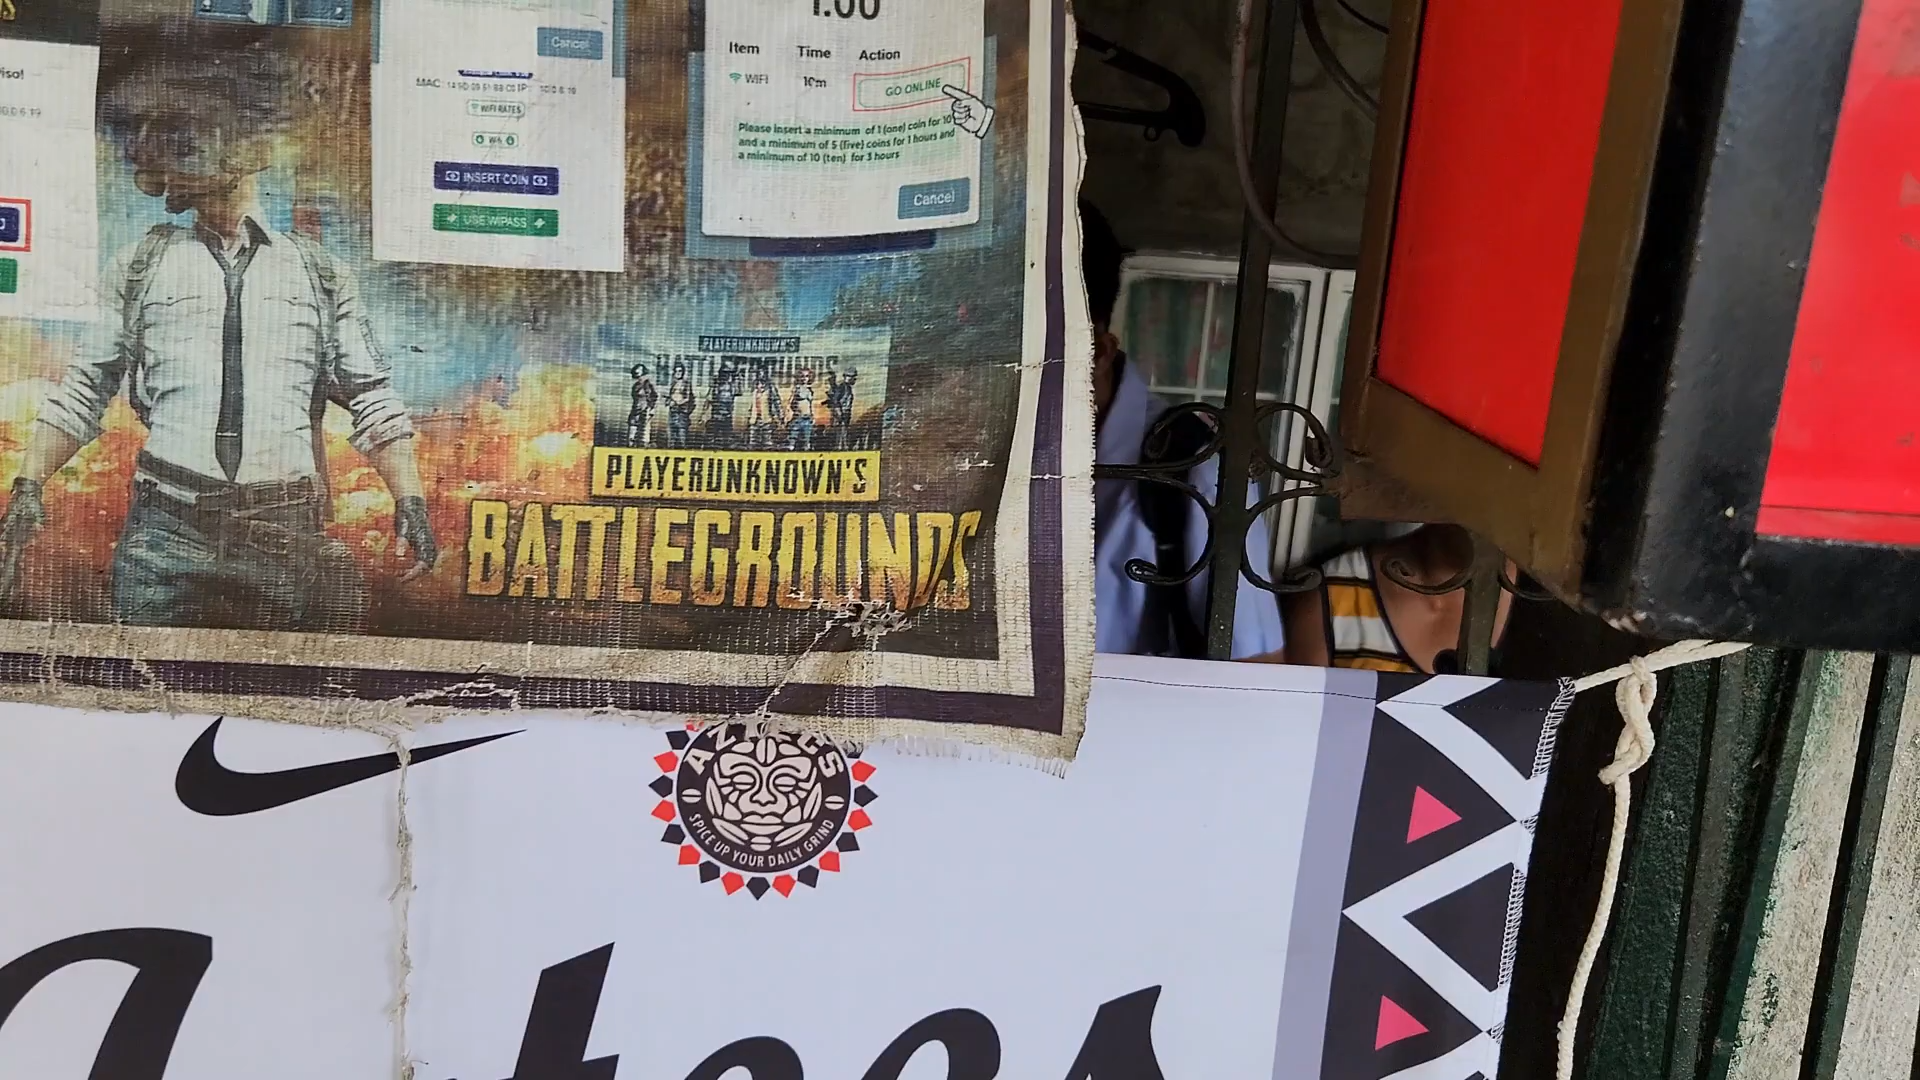 Cancel
WIFI RATES
INSERT COIN
USE WIPASS
1.00
Item Time Action
WIFI 10m GO ONLINE
Please insert a minimum of 1 (one) coin for 10
and a minimum of 5 (five) coins for 1 hours and
a minimum of 10 (ten) for 3 hours
Cancel
PLAYERUNKNOWN'S
BATTLEGROUNDS
PLAYERUNKNOWN'S
BATTLEGROUNDS
AZTECS
SPICE UP YOUR DAILY GRIND